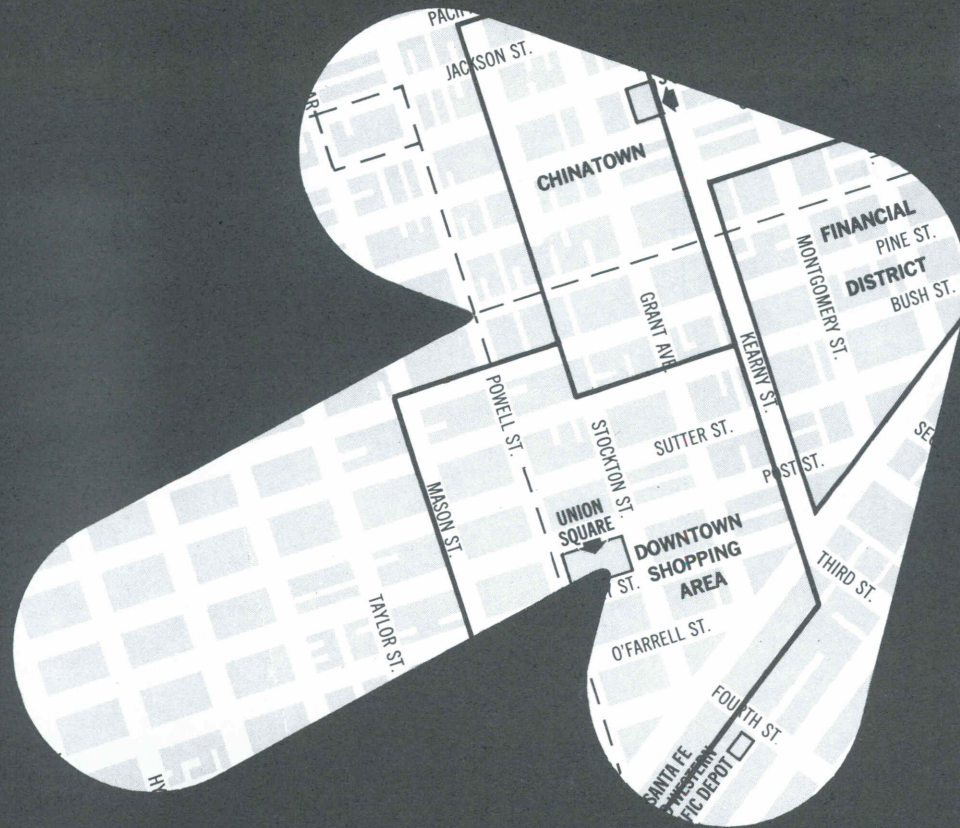 JACKSON ST.
CHINATOWN
FINANCIAL
PINE ST.
DISTRICT
BUSH ST.
MONTGOMERY ST.
GRANT AVE
KEARNY ST.
POWELL ST.
STOCKTON ST.
SUTTER ST.
POST ST.
MASON ST.
UNION
SQUARE
DOWNTOWN
SHOPPING
AREA
THIRD ST.
TAYLOR ST.
O'FARRELL ST.
FOURTH ST.
SANTA FE
WESTERN
FIC DEPOT